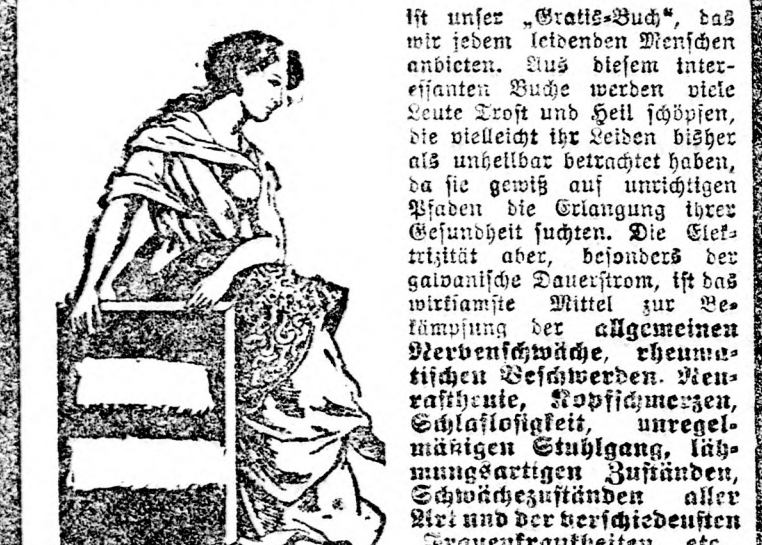 ist unser „Gratis-Buch“, das
wir jedem leidenden Menschen
anbieten. Aus diesem inter-
essanten Buche werden viele
Leute Trost und Heil schöpfen,
die vielleicht ihr Leiden bisher
als unheilbar betrachtet haben,
da sie gewiß auf unrichtigen
Pfaden die Erlangung ihrer
Gesundheit suchten. Die Elek-
trizität aber, besonders der
galvanische Dauerstrom, ist das
wirksamste Mittel zur Be-
kämpfung der allgemeinen
Nervenschwäche, rheuma-
tischen Beschwerden. Neu-
rasthenie, Kopfschmerzen,
Schlaflosigkeit, unregel-
mäßigen Stuhlgang, läh-
mungsartigen Zuständen,
Schwächezuständen aller
Art und der verschiedensten
Frauenkrankheiten etc.